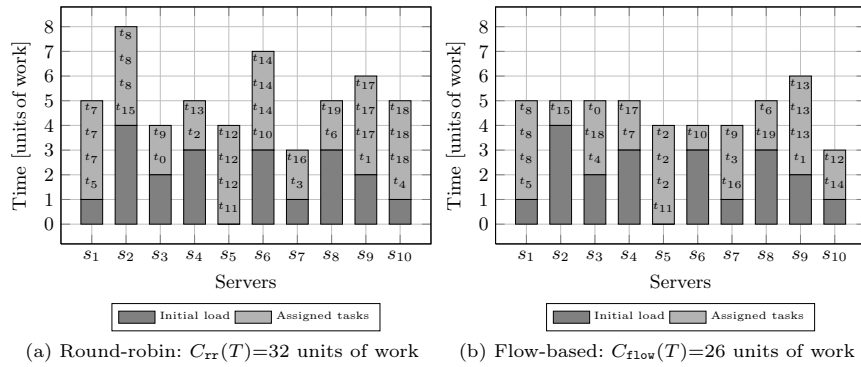 Time [units of work]
8
7
6
5
4
3
2
1
0
t7
t7
t7
t5
t8
t8
t8
t15
t9
t0
t13
t2
t12
t12
t12
t11
t14
t14
t14
t10
t16
t3
t19
t6
t17
t17
t17
t1
t18
t18
t18
t4
s1 s2 s3 s4 s5 s6 s7 s8 s9 s10
Servers
Initial load Assigned tasks
(a) Round-robin: Crr(T)=32 units of work
Time [units of work]
8
7
6
5
4
3
2
1
0
t8
t8
t8
t5
t15
t0
t18
t4
t17
t7
t2
t2
t2
t11
t10
t9
t3
t16
t6
t19
t13
t13
t13
t1
t12
t14
s1 s2 s3 s4 s5 s6 s7 s8 s9 s10
Servers
Initial load Assigned tasks
(b) Flow-based: Cflow(T)=26 units of work